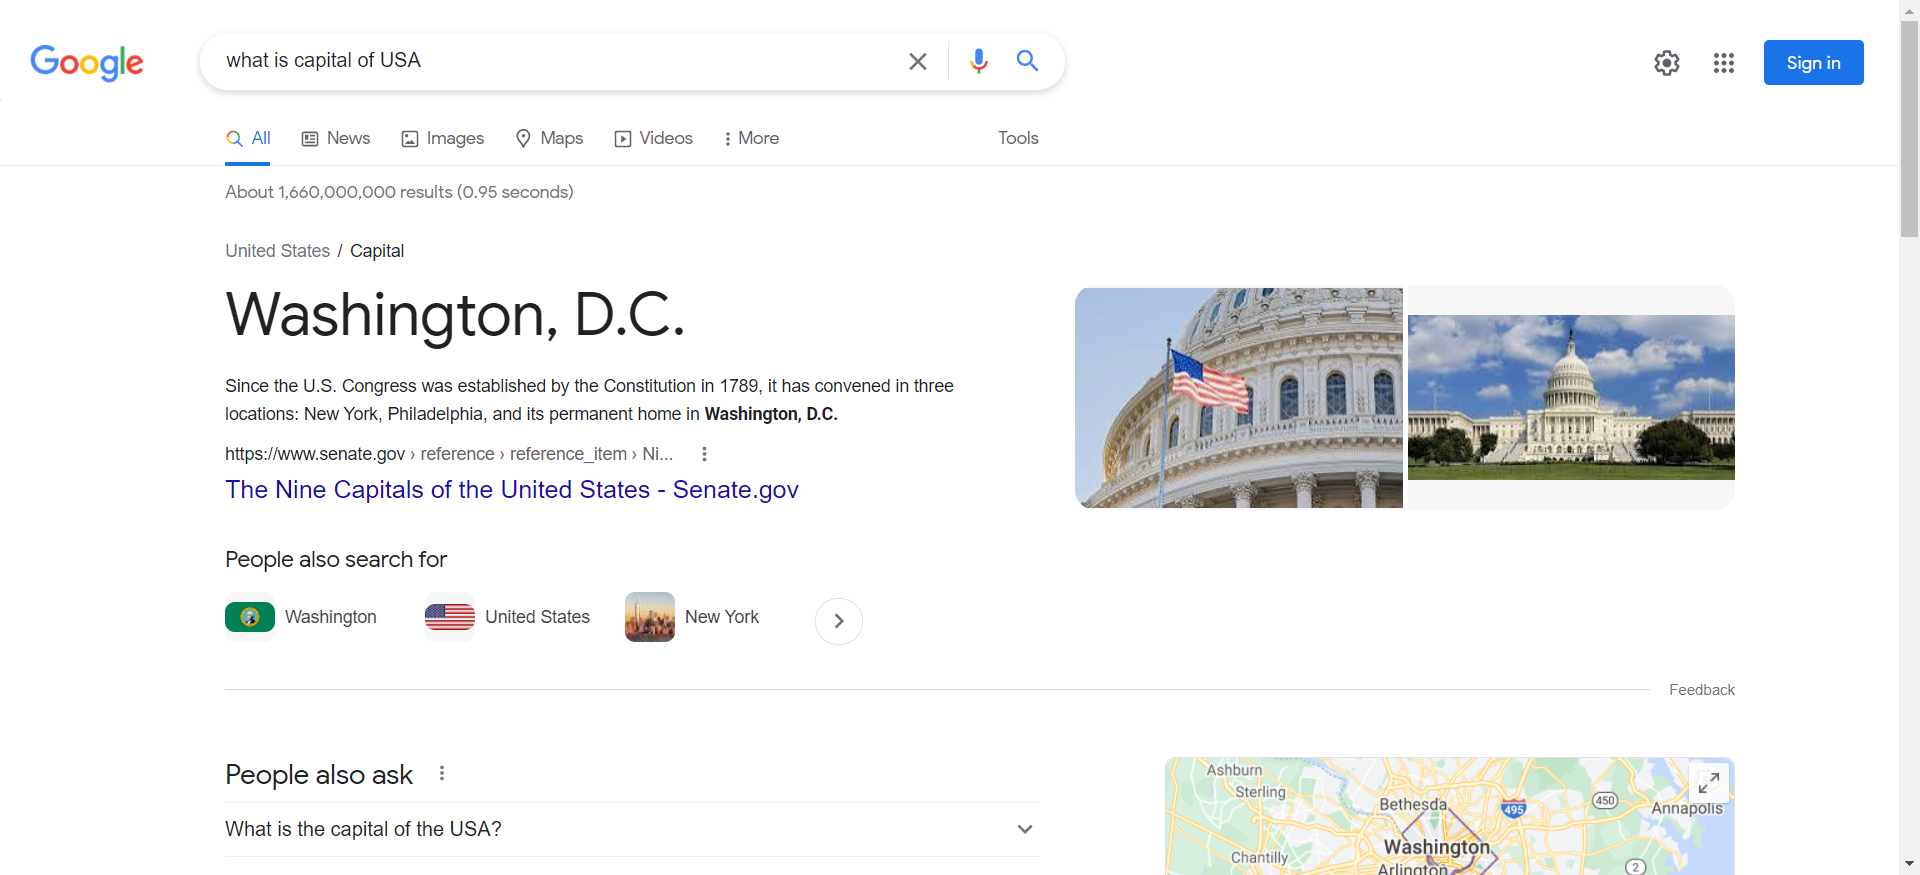 Google
what is capital of USA
Sign in
All
News
Images
Maps
Videos
More
Tools
About 1,660,000,000 results (0.95 seconds)
United States / Capital
Washington, D.C.
Since the U.S. Congress was established by the Constitution in 1789, it has convened in three
locations: New York, Philadelphia, and its permanent home in Washington, D.C.
https://www.senate.gov › reference › reference_item › Ni...
The Nine Capitals of the United States - Senate.gov
People also search for
Washington
United States
New York
Feedback
People also ask
What is the capital of the USA?
Ashburn
Sterling
Bethesda
495
450
Annapolis
Washington
Chantilly
Arlington
2